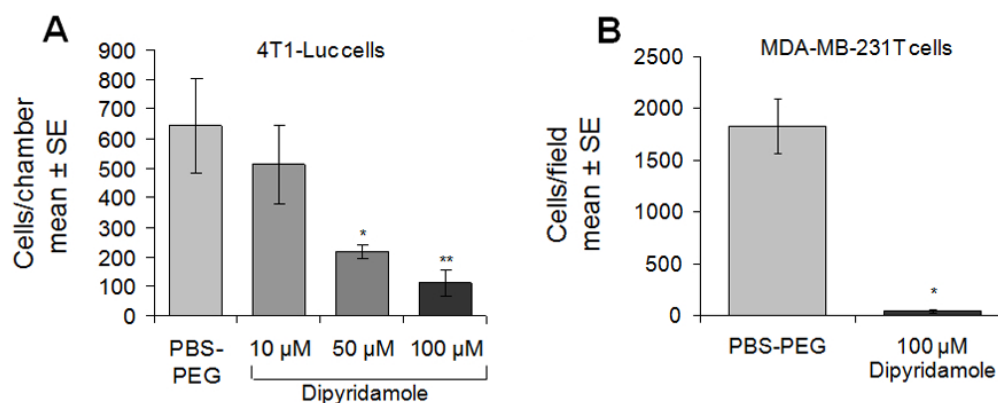 A
4T1-Luc cells
Cells/chamber
mean ± SE
900
800
700
600
500
400
300
200
100
0
*
**
PBS-
PEG
10 µM
50 µM
100 µM
Dipyridamole
B
MDA-MB-231T cells
Cells/field
mean ± SE
2500
2000
1500
1000
500
0
*
PBS-PEG
100 µM
Dipyridamole